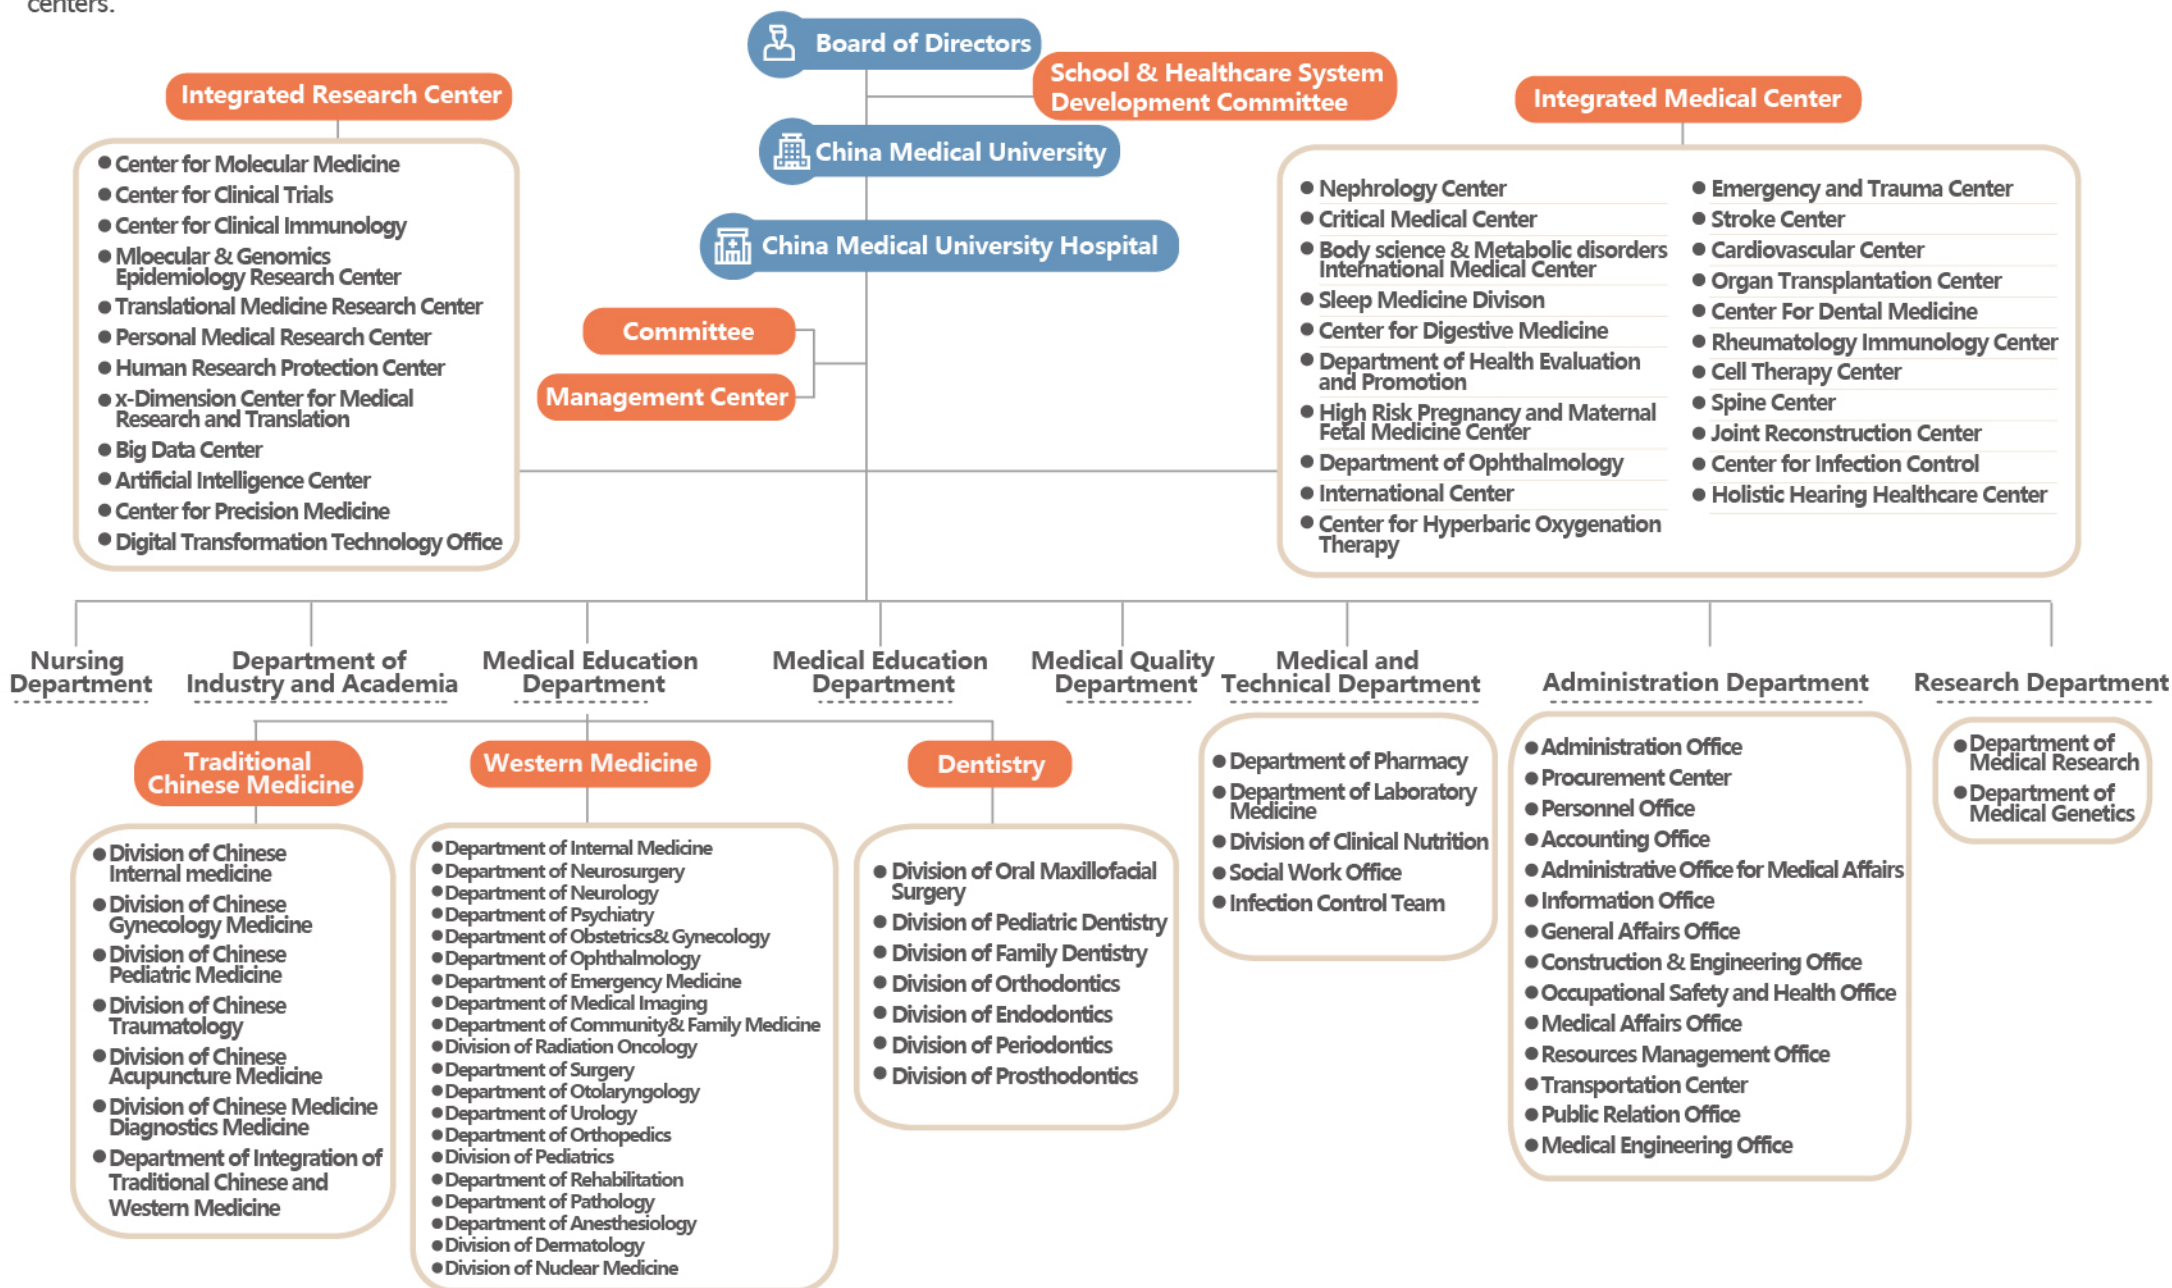 centers.
Board of Directors
School & Healthcare System
Development Committee
China Medical University
China Medical University Hospital
Committee
Management Center
Integrated Research Center
Center for Molecular Medicine
Center for Clinical Trials
Center for Clinical Immunology
Mloecular & Genomics
Epidemiology Research Center
Translational Medicine Research Center
Personal Medical Research Center
Human Research Protection Center
x-Dimension Center for Medical
Research and Translation
Big Data Center
Artificial Intelligence Center
Center for Precision Medicine
Digital Transformation Technology Office
Integrated Medical Center
Nephrology Center
Critical Medical Center
Body science & Metabolic disorders
International Medical Center
Sleep Medicine Divison
Center for Digestive Medicine
Department of Health Evaluation
and Promotion
High Risk Pregnancy and Maternal
Fetal Medicine Center
Department of Ophthalmology
International Center
Center for Hyperbaric Oxygenation
Therapy
Emergency and Trauma Center
Stroke Center
Cardiovascular Center
Organ Transplantation Center
Center For Dental Medicine
Rheumatology Immunology Center
Cell Therapy Center
Spine Center
Joint Reconstruction Center
Center for Infection Control
Holistic Hearing Healthcare Center
Nursing
Department
Department of
Industry and Academia
Medical Education
Department
Medical Education
Department
Medical Quality
Department
Medical and
Technical Department
Administration Department
Research Department
Traditional
Chinese Medicine
Division of Chinese
Internal medicine
Division of Chinese
Gynecology Medicine
Division of Chinese
Pediatric Medicine
Division of Chinese
Traumatology
Division of Chinese
Acupuncture Medicine
Division of Chinese Medicine
Diagnostics Medicine
Department of Integration of
Traditional Chinese and
Western Medicine
Western Medicine
Department of Internal Medicine
Department of Neurosurgery
Department of Neurology
Department of Psychiatry
Department of Obstetrics& Gynecology
Department of Ophthalmology
Department of Emergency Medicine
Department of Medical Imaging
Department of Community& Family Medicine
Division of Radiation Oncology
Department of Surgery
Department of Otolaryngology
Department of Urology
Department of Orthopedics
Division of Pediatrics
Department of Rehabilitation
Department of Pathology
Department of Anesthesiology
Division of Dermatology
Division of Nuclear Medicine
Dentistry
Division of Oral Maxillofacial
Surgery
Division of Pediatric Dentistry
Division of Family Dentistry
Division of Orthodontics
Division of Endodontics
Division of Periodontics
Division of Prosthodontics
Department of Pharmacy
Department of Laboratory
Medicine
Division of Clinical Nutrition
Social Work Office
Infection Control Team
Administration Office
Procurement Center
Personnel Office
Accounting Office
Administrative Office for Medical Affairs
Information Office
General Affairs Office
Construction & Engineering Office
Occupational Safety and Health Office
Medical Affairs Office
Resources Management Office
Transportation Center
Public Relation Office
Medical Engineering Office
Department of
Medical Research
Department of
Medical Genetics